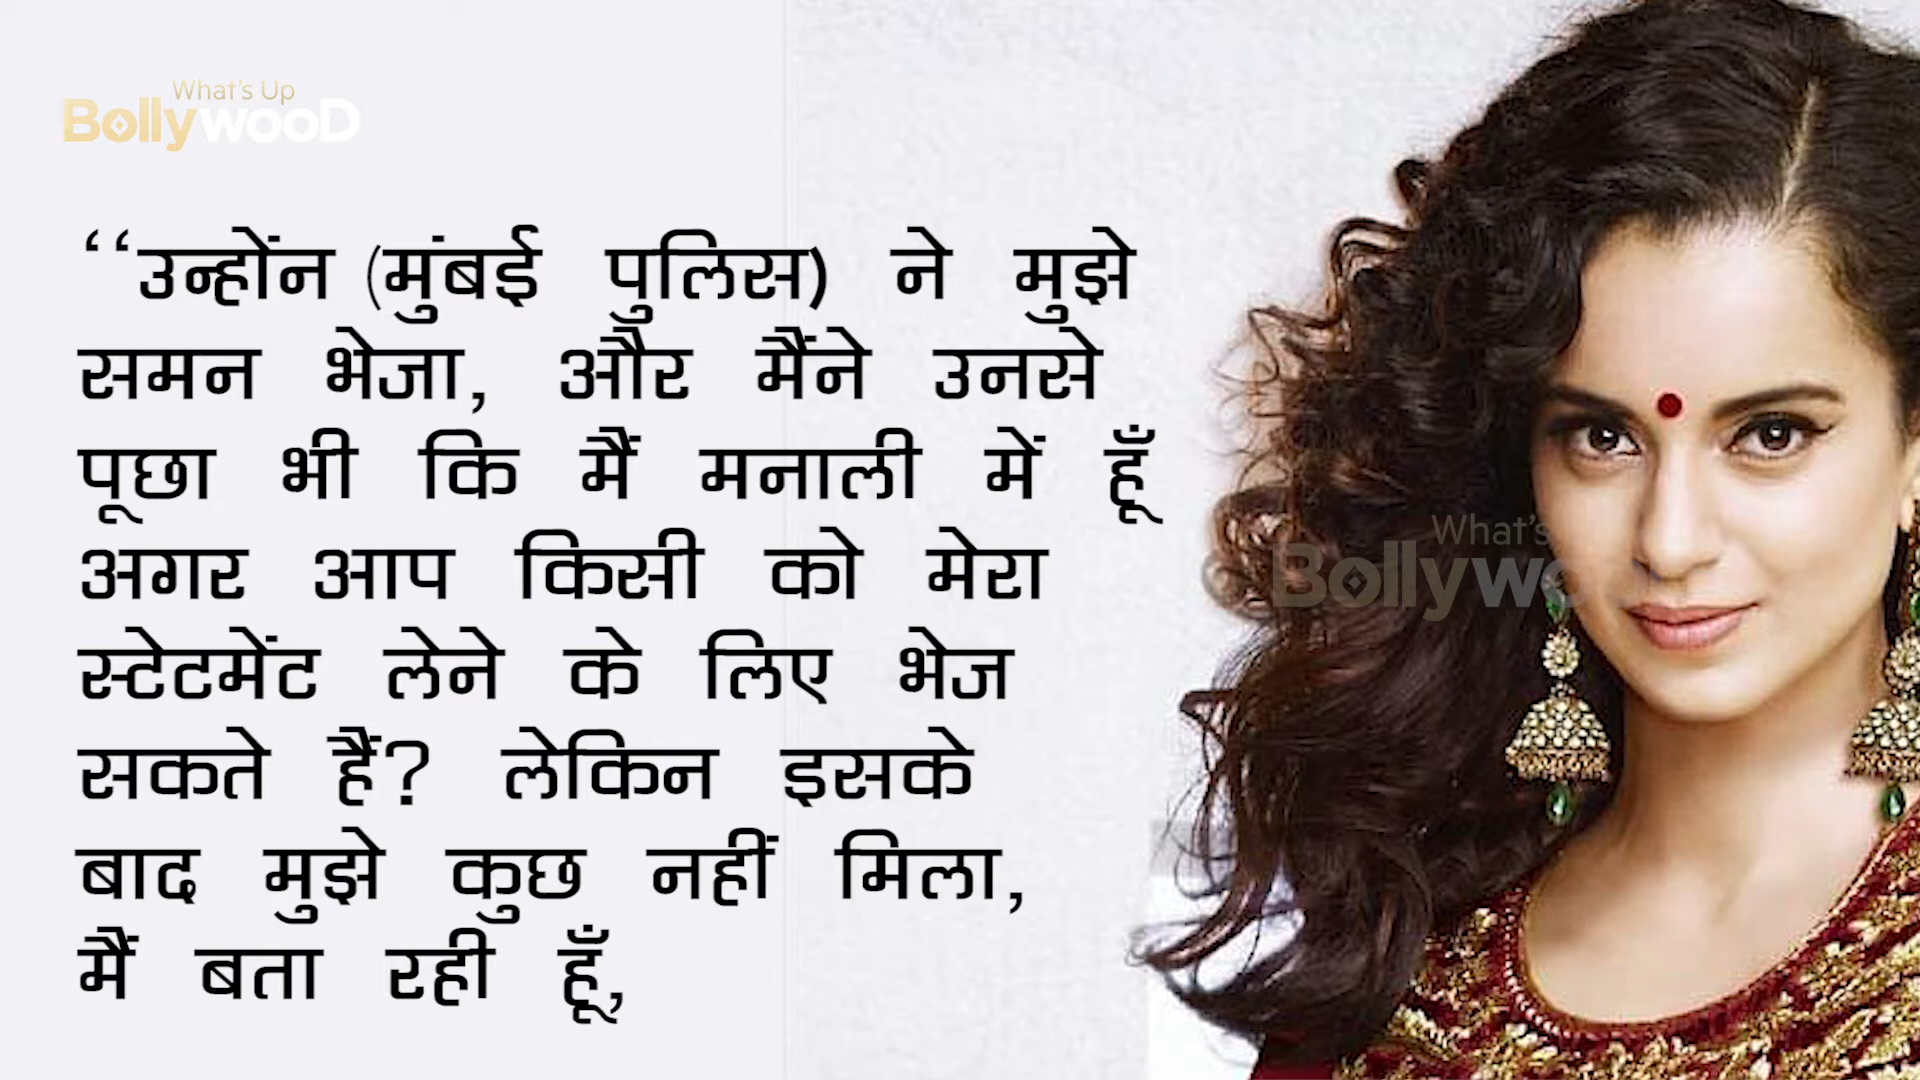 What's Up
BollywooD
‘‘उन्होंन (मुंबई पुलिस) ने मुझे
समन भेजा, और मैंने उनसे
पूछा भी कि मैं मनाली में हूँ
अगर आप किसी को मेरा
स्टेटमेंट लेने के लिए भेज
सकते हैं? लेकिन इसके
बाद मुझे कुछ नहीं मिला,
मैं बता रही हूँ,
What's
Bollywo